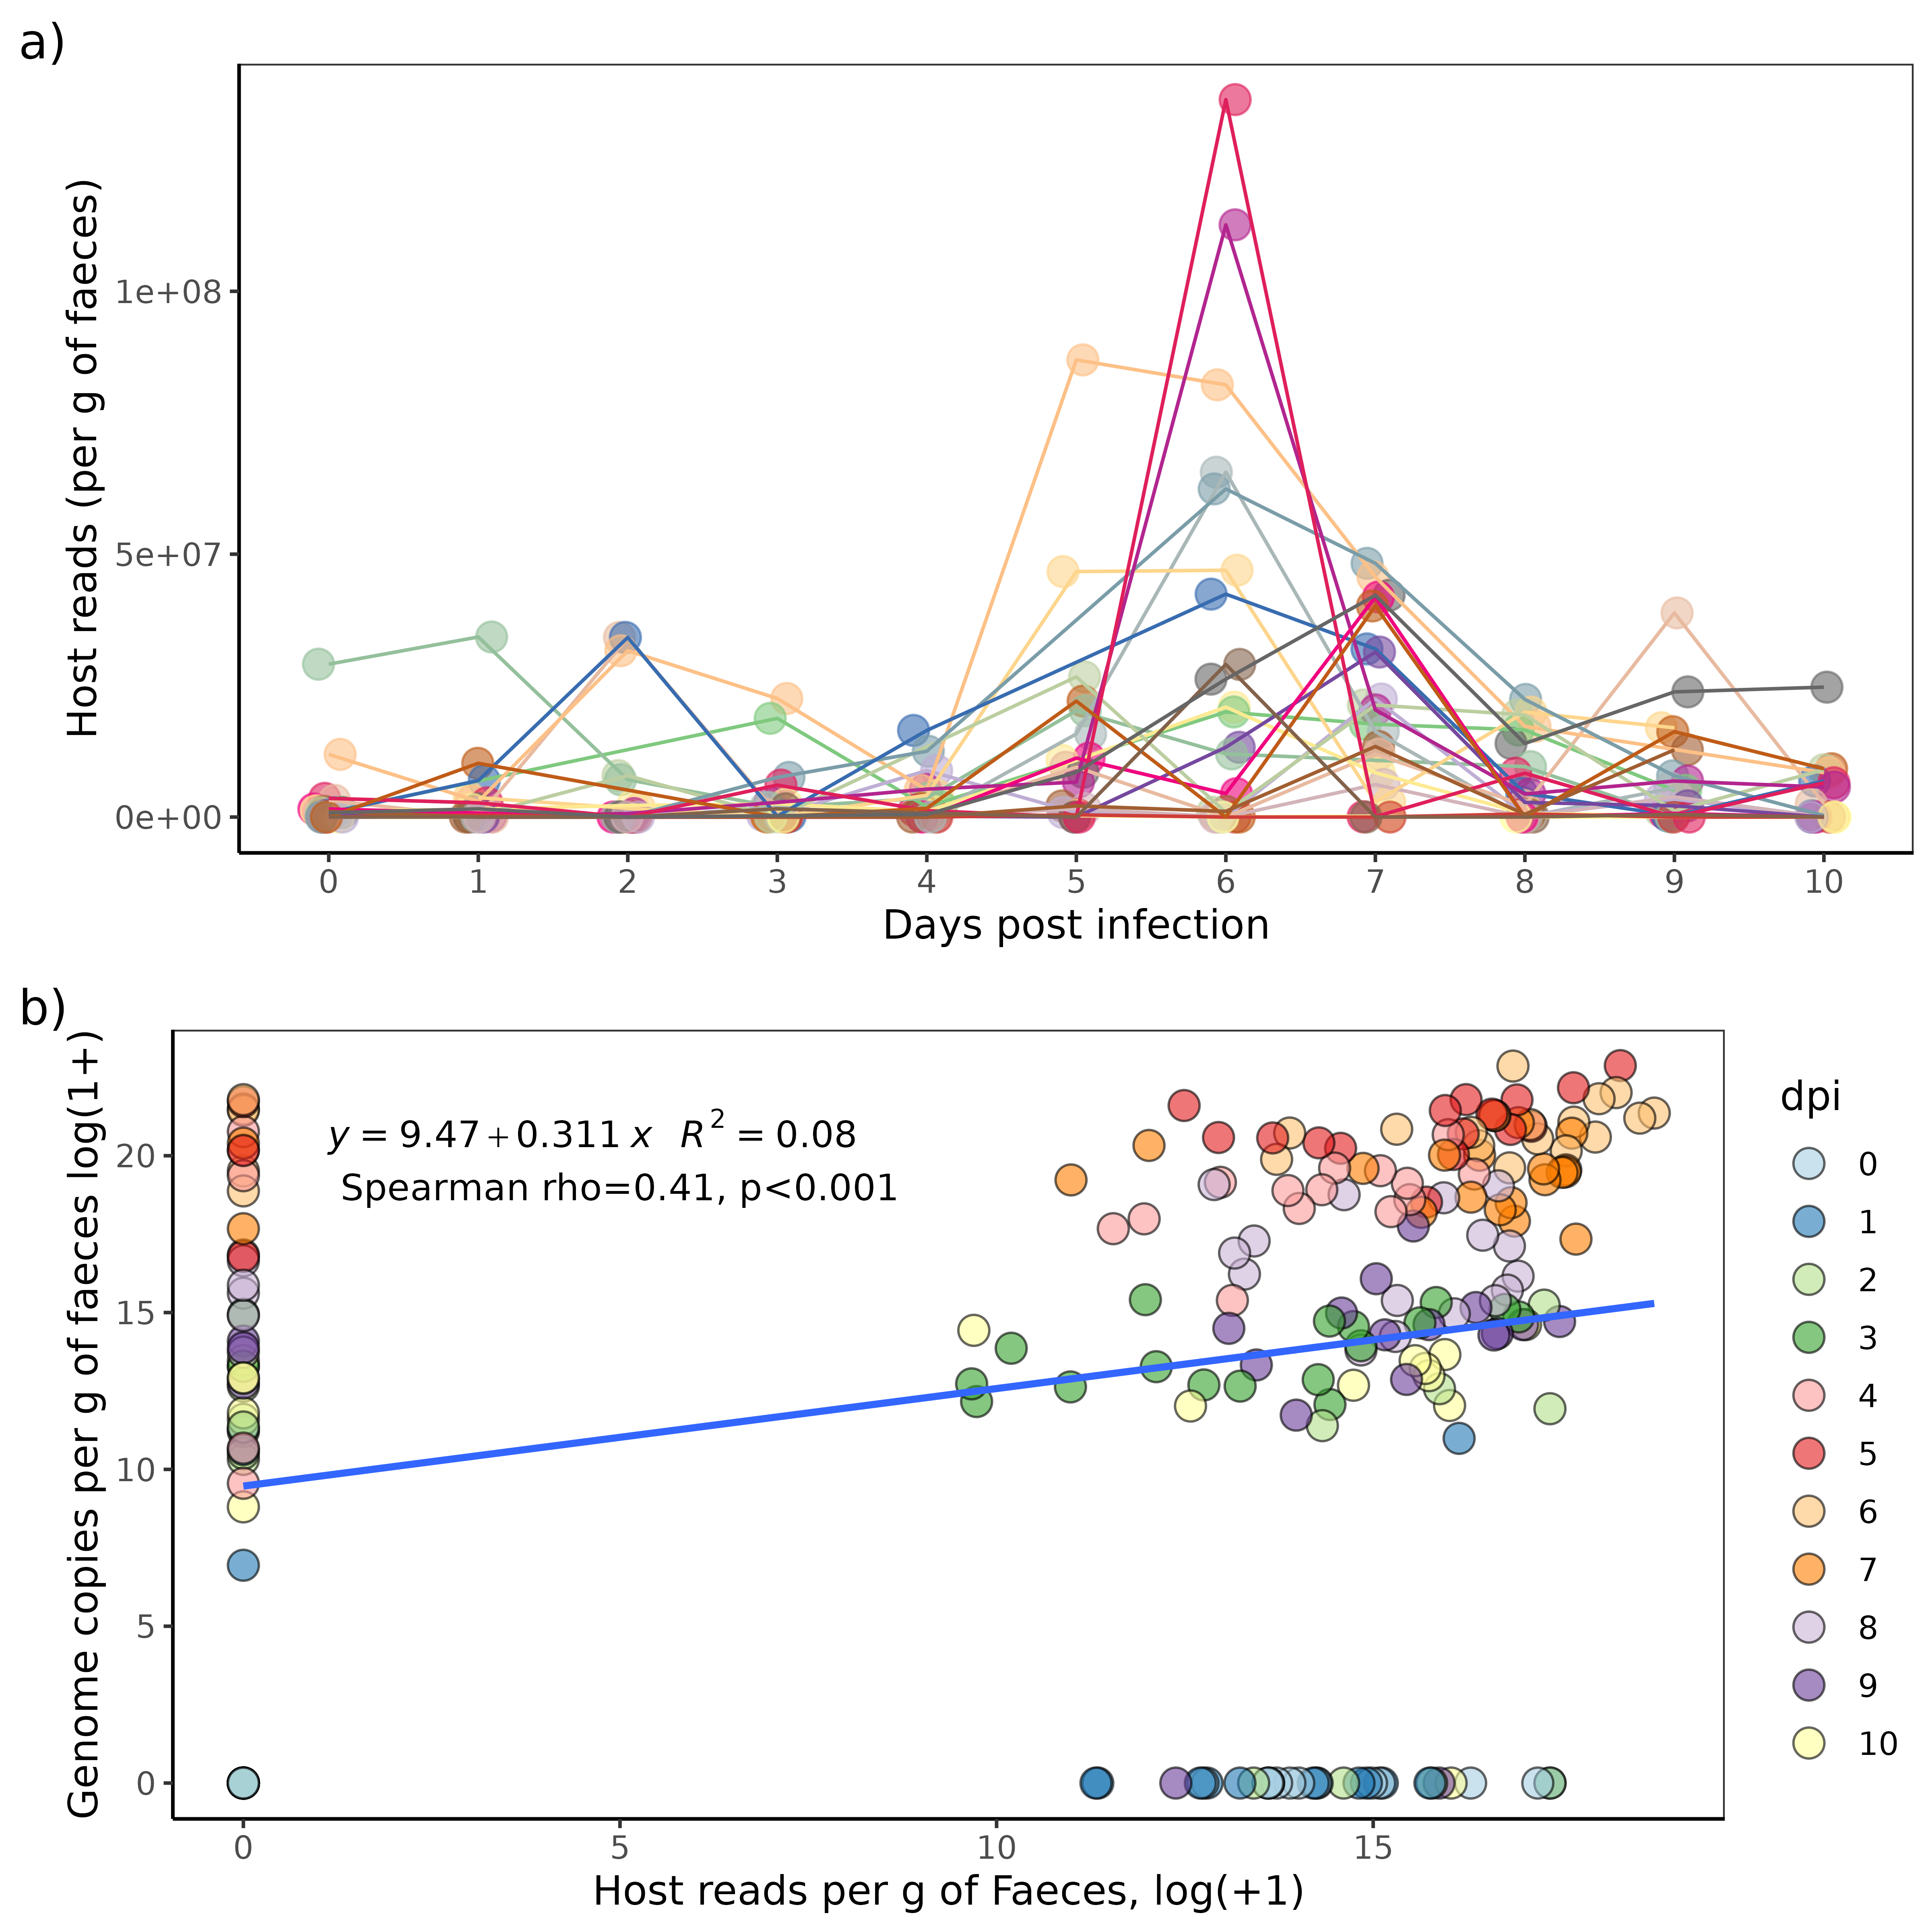 a)
Host reads (per g of faeces)
1e+08
5e+07
0e+00
0 1 2 3 4 5 6 7 8 9 10
Days post infection
b)
Genome copies per g of faeces log(1+)
20
15
10
5
0
y = 9.47+0.311 x R² = 0.08
Spearman rho=0.41, p<0.001
0 5 10 15
Host reads per g of Faeces, log(+1)
dpi
0
1
2
3
4
5
6
7
8
9
10